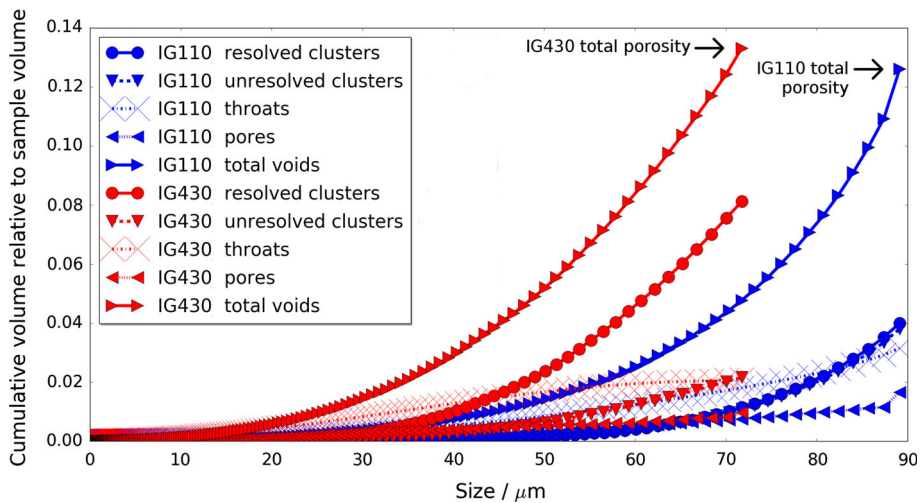 0.14
0.12
0.10
0.08
0.06
0.04
0.02
0.00
Cumulative volume relative to sample volume
IG110 resolved clusters
IG110 unresolved clusters
IG110 throats
IG110 pores
IG110 total voids
IG430 resolved clusters
IG430 unresolved clusters
IG430 throats
IG430 pores
IG430 total voids
IG430 total porosity
IG110 total
porosity
0 10 20 30 40 50 60 70 80 90
Size / μm